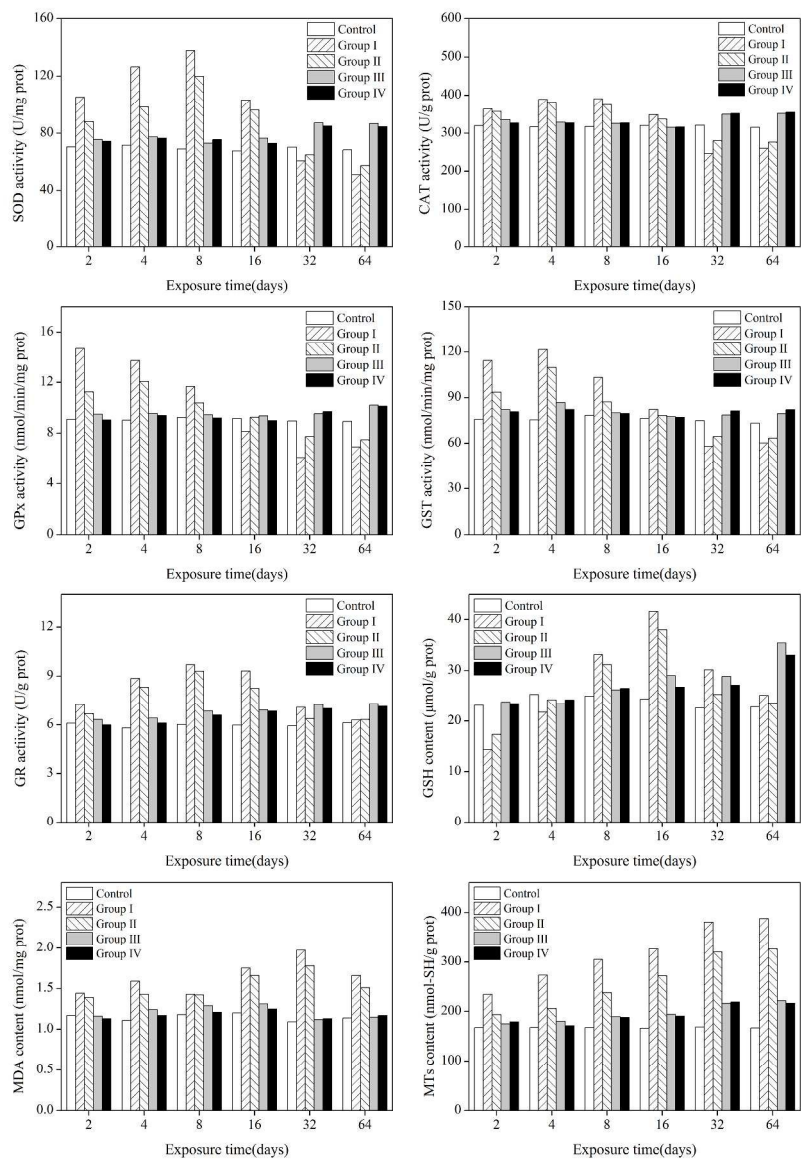 160
120
80
40
0
SOD actiivity (U/mg prot)
Control
Group I
Group II
Group III
Group IV
2 4 8 16 32 64
Exposure time(days)
600
500
400
300
200
100
0
CAT activity (U/g prot)
Control
Group I
Group II
Group III
Group IV
2 4 8 16 32 64
Exposure time(days)
16
12
8
4
0
GPx activity (nmol/min/mg prot)
Control
Group I
Group II
Group III
Group IV
2 4 8 16 32 64
Exposure time(days)
150
120
90
60
30
0
GST activity (nmol/min/mg prot)
Control
Group I
Group II
Group III
Group IV
2 4 8 16 32 64
Exposure time(days)
12
9
6
3
0
GR actiivity (U/g prot)
Control
Group I
Group II
Group III
Group IV
2 4 8 16 32 64
Exposure time(days)
40
30
20
10
0
GSH content (μmol/g prot)
Control
Group I
Group II
Group III
Group IV
2 4 8 16 32 64
Exposure time(days)
2.5
2.0
1.5
1.0
0.5
0.0
MDA content (nmol/mg prot)
Control
Group I
Group II
Group III
Group IV
2 4 8 16 32 64
Exposure time(days)
400
300
200
100
0
MTs content (nmol-SH/g prot)
Control
Group I
Group II
Group III
Group IV
2 4 8 16 32 64
Exposure time(days)